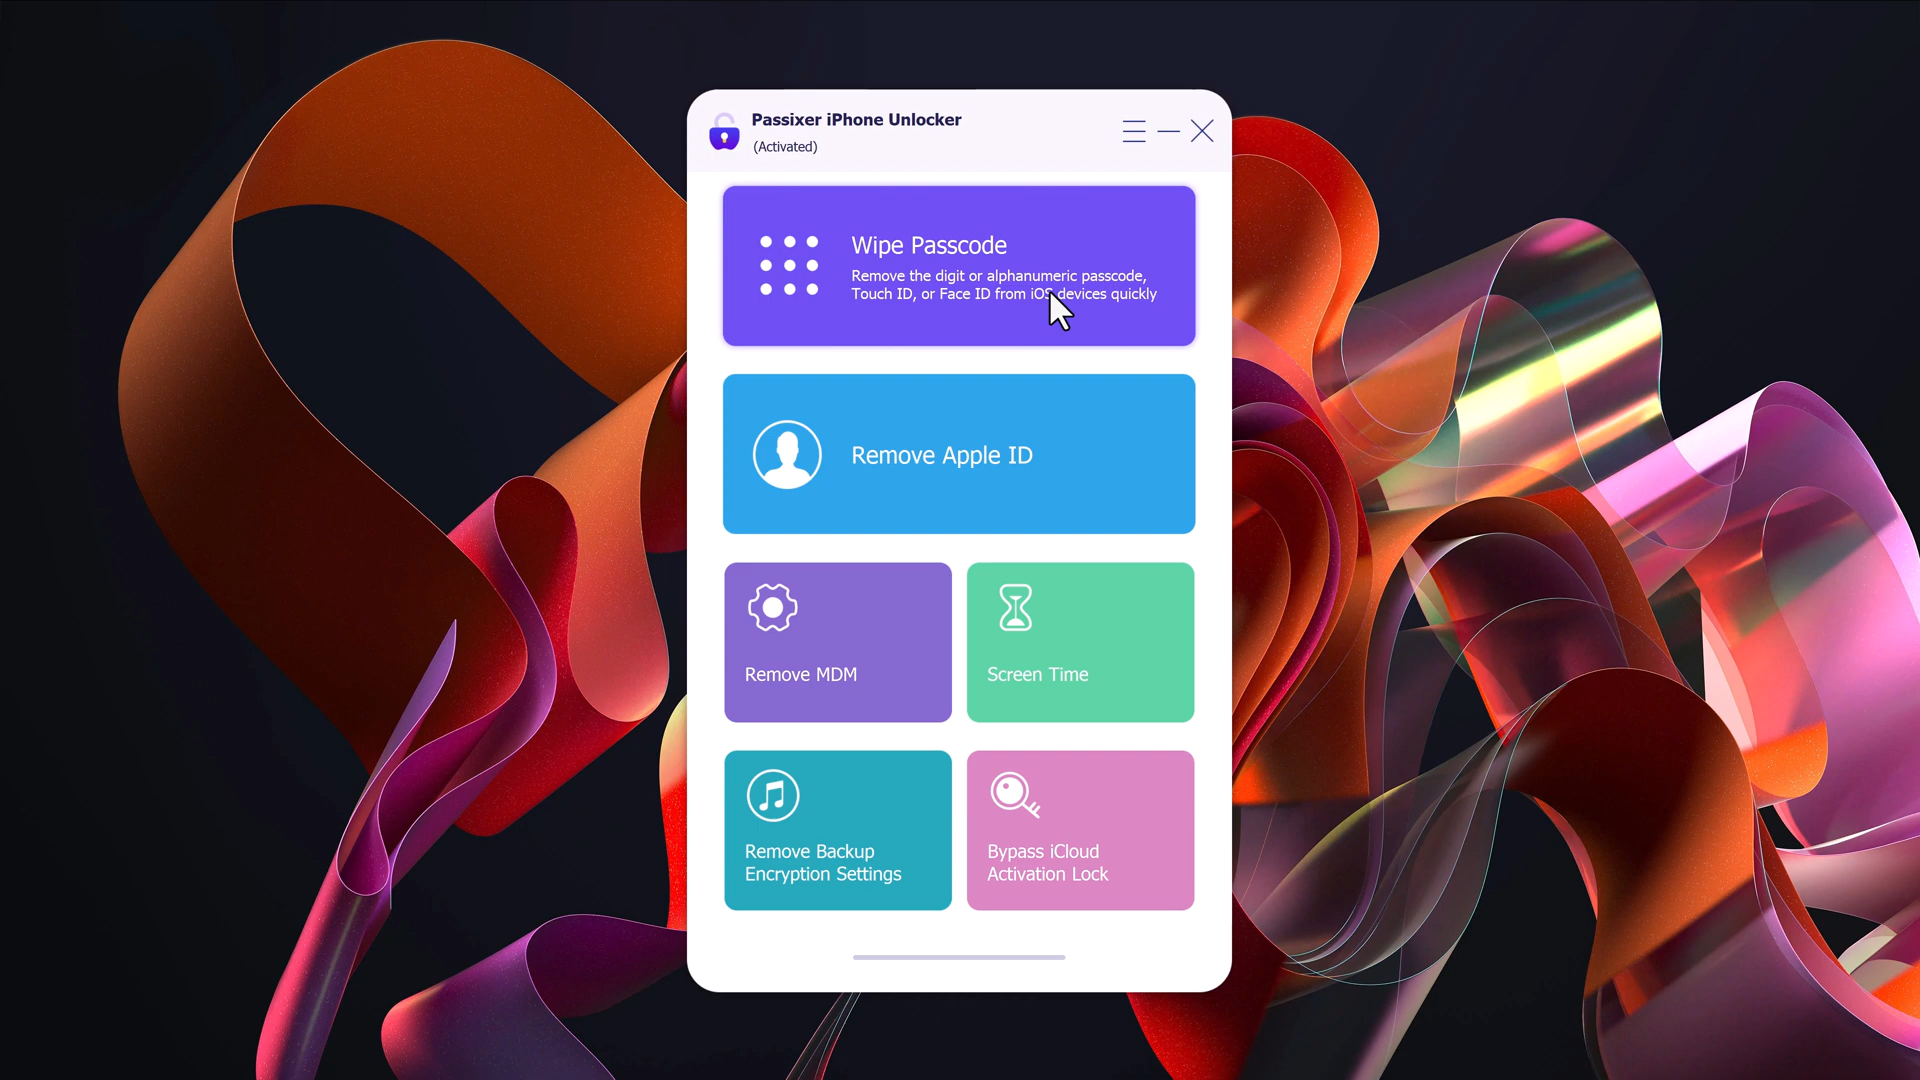 Passixer iPhone Unlocker
(Activated)
Wipe Passcode
Remove the digit or alphanumeric passcode,
Touch ID, or Face ID from iOS devices quickly
Remove Apple ID
Remove MDM
Screen Time
Remove Backup
Encryption Settings
Bypass iCloud
Activation Lock